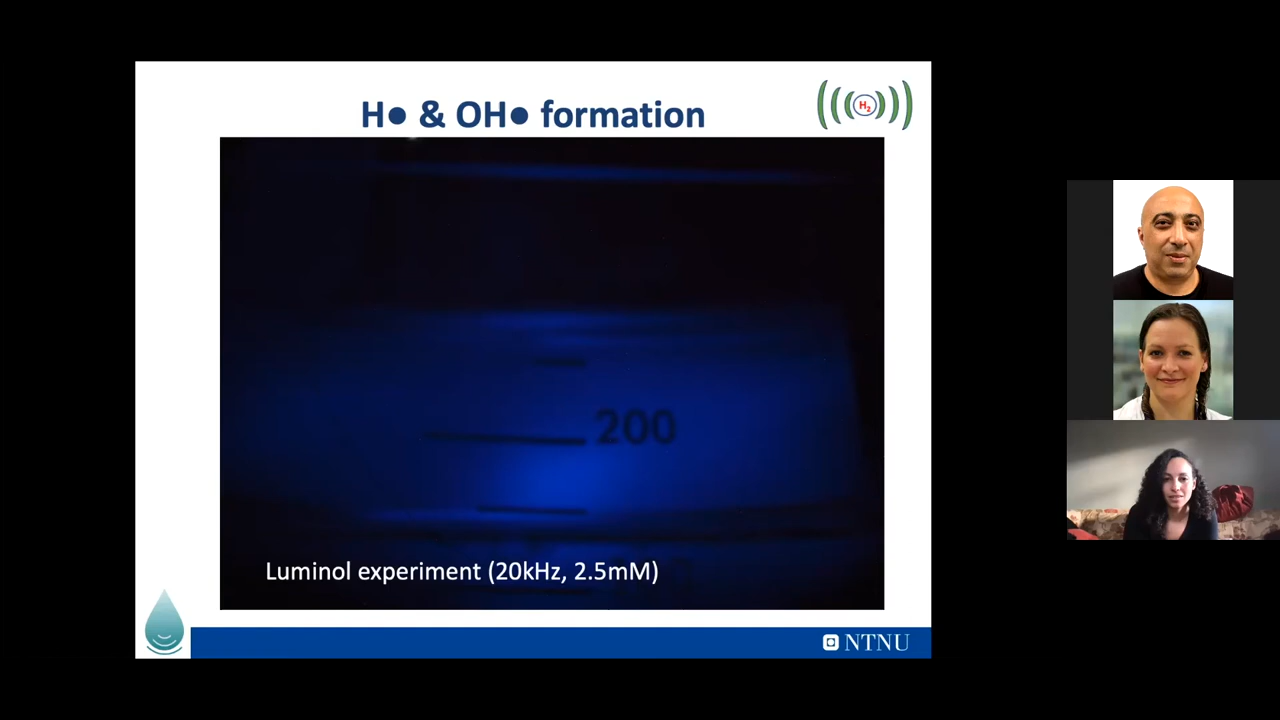 H● & OH● formation
H₂
200
Luminol experiment (20kHz, 2.5mM)
NTNU